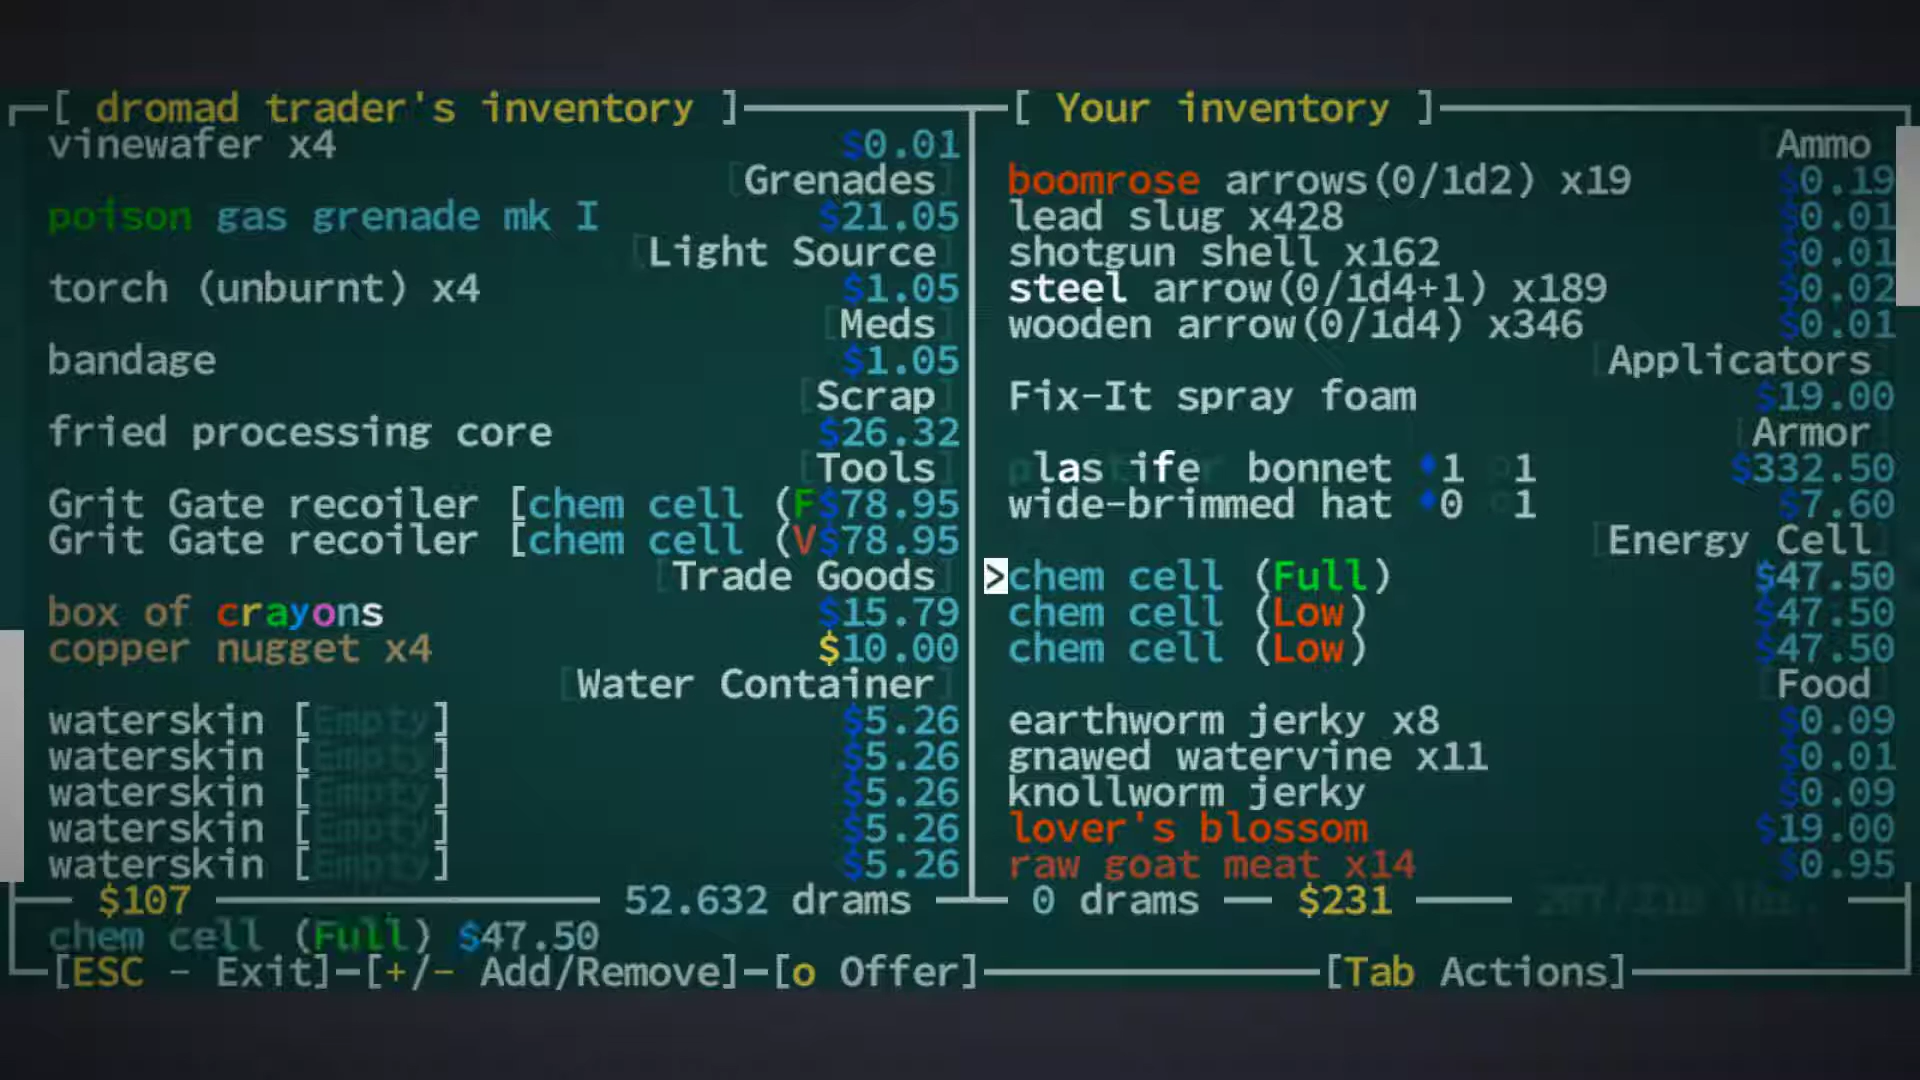 [ dromad trader's inventory ]
vinewafer x4 $0.01
[Grenades]
poison gas grenade mk I $21.05
[Light Source]
torch (unburnt) x4 $1.05
[Meds]
bandage $1.05
[Scrap]
fried processing core $26.32
[Tools]
Grit Gate recoiler [chem cell (F$78.95
Grit Gate recoiler [chem cell (V$78.95
[Trade Goods]
box of crayons $15.79
copper nugget x4 $10.00
[Water Container]
waterskin [Empty] $5.26
waterskin [Empty] $5.26
waterskin [Empty] $5.26
waterskin [Empty] $5.26
waterskin [Empty] $5.26
$107 52.632 drams
[ Your inventory ]
[Ammo]
boomrose arrows(0/1d2) x19 $0.19
lead slug x428 $0.01
shotgun shell x162 $0.01
steel arrow(0/1d4+1) x189 $0.02
wooden arrow(0/1d4) x346 $0.01
[Applicators]
Fix-It spray foam $19.00
[Armor]
plastifer bonnet ♦1 o1 $332.50
wide-brimmed hat ♦0 o1 $7.60
[Energy Cell]
>chem cell (Full) $47.50
chem cell (Low) $47.50
chem cell (Low) $47.50
[Food]
earthworm jerky x8 $0.09
gnawed watervine x11 $0.01
knollworm jerky $0.09
lover's blossom $19.00
raw goat meat x14 $0.95
0 drams — $231
chem cell (Full) $47.50
[ESC - Exit]—[+/- Add/Remove]—[o Offer] [Tab Actions]